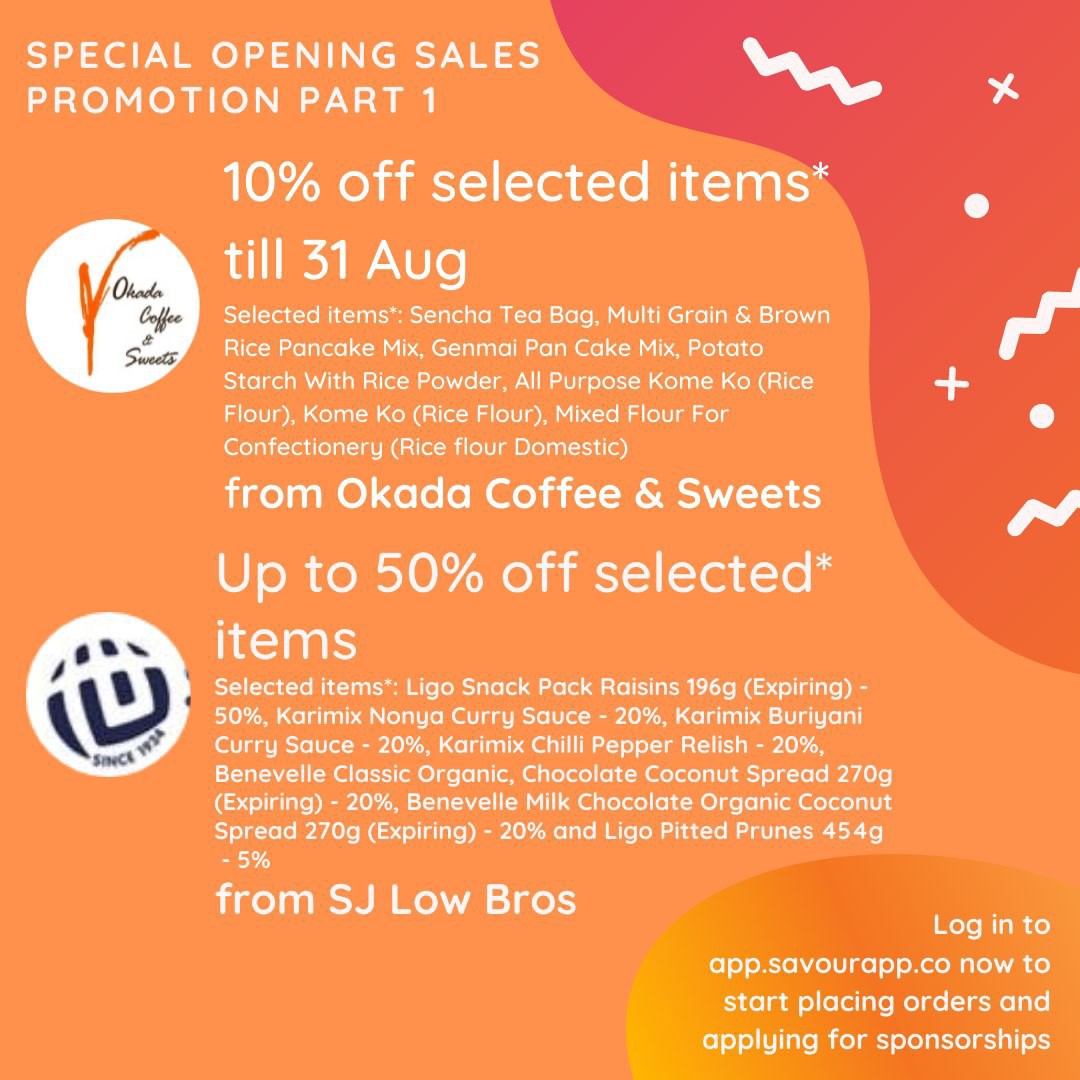 SPECIAL OPENING SALES
PROMOTION PART 1
10% off selected items*
till 31 Aug
Okada
Coffee
&
Sweets
Selected items*: Sencha Tea Bag, Multi Grain & Brown
Rice Pancake Mix, Genmai Pan Cake Mix, Potato
Starch With Rice Powder, All Purpose Kome Ko (Rice
Flour), Kome Ko (Rice Flour), Mixed Flour For
Confectionery (Rice flour Domestic)
from Okada Coffee & Sweets
Up to 50% off selected*
items
SINCE 1934
Selected items*: Ligo Snack Pack Raisins 196g (Expiring) -
50%, Karimix Nonya Curry Sauce - 20%, Karimix Buriyani
Curry Sauce - 20%, Karimix Chilli Pepper Relish - 20%,
Benevelle Classic Organic, Chocolate Coconut Spread 270g
(Expiring) - 20%, Benevelle Milk Chocolate Organic Coconut
Spread 270g (Expiring) - 20% and Ligo Pitted Prunes 454g
- 5%
from SJ Low Bros
Log in to
app.savourapp.co now to
start placing orders and
applying for sponsorships